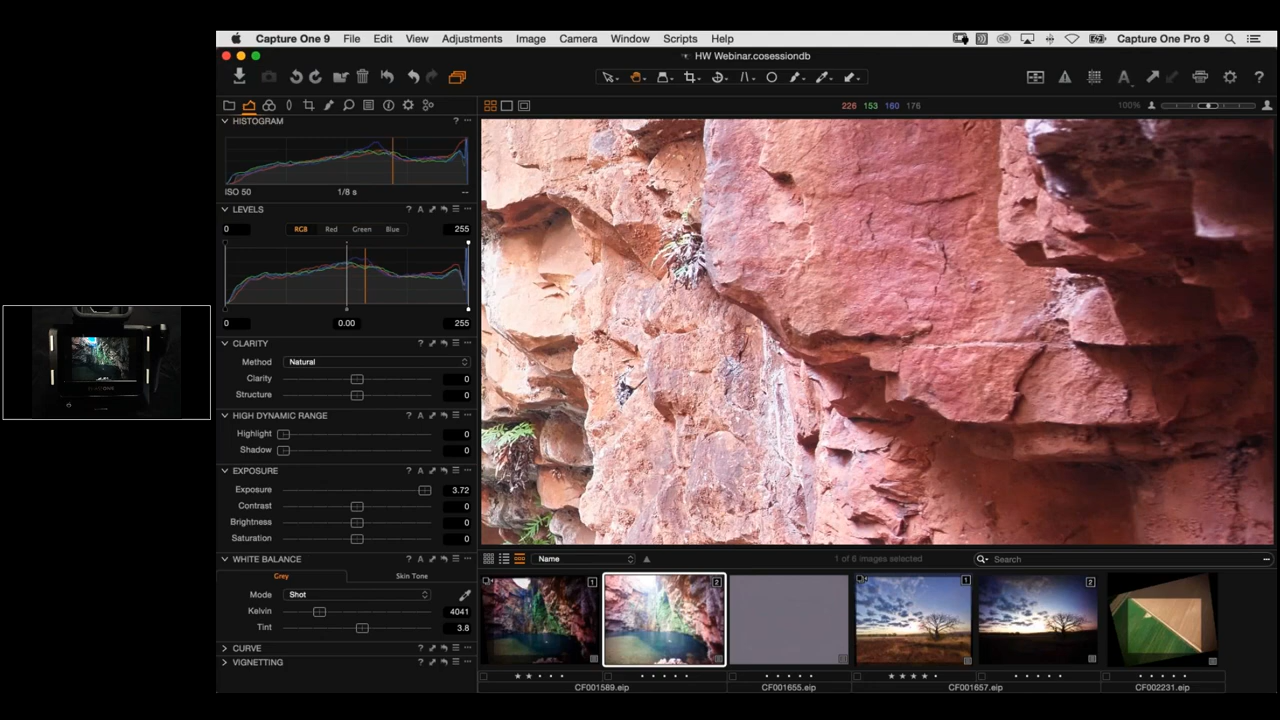 Capture One 9 File Edit View Adjustments Image Camera Window Scripts Help Capture One Pro 9
HW Webinar.cosessiondb
226 153 160 176 100%
HISTOGRAM
ISO 50 1/8 s --
LEVELS
0 RGB Red Green Blue 255
0 0.00 255
CLARITY
Method Natural
Clarity 0
Structure 0
HIGH DYNAMIC RANGE
Highlight 0
Shadow 0
EXPOSURE
Exposure 3.72
Contrast 0
Brightness 0
Saturation 0
WHITE BALANCE
Grey Skin Tone
Mode Shot
Kelvin 4041
Tint 3.8
CURVE
VIGNETTING
Name 1 of 6 images selected Search
1 2 1 2
CF001589.eip CF001655.eip CF001657.eip CF002231.eip